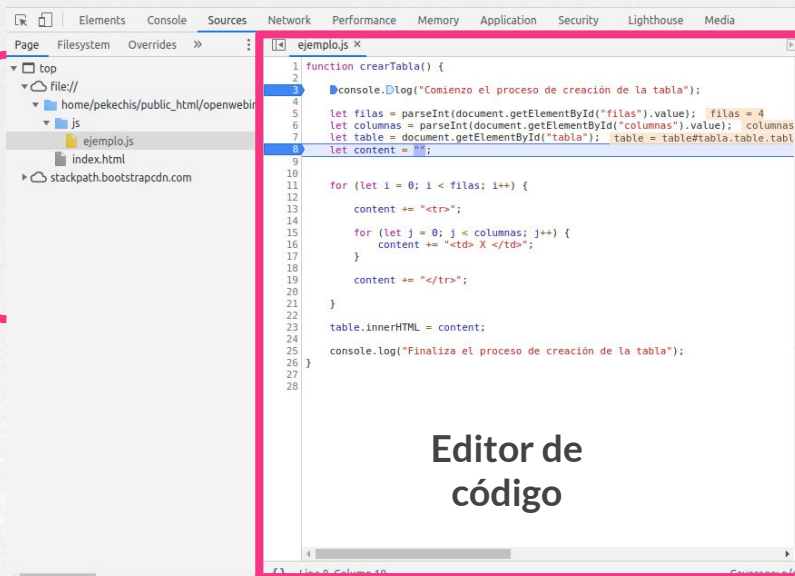 Elements Console Sources Network Performance Memory Application Security Lighthouse Media
Page Filesystem Overrides » ⋮
ejemplo.js ×
top
file://
home/pekechis/public_html/openwebin
js
ejemplo.js
index.html
stackpath.bootstrapcdn.com
1 function crearTabla() {
2
3 console.log("Comienzo el proceso de creación de la tabla");
4
5 let filas = parseInt(document.getElementById("filas").value); filas = 4
6 let columnas = parseInt(document.getElementById("columnas").value); columnas
7 let table = document.getElementById("tabla"); table = table#tabla.table.tabl
8 let content = "";
9
10
11 for (let i = 0; i < filas; i++) {
12
13 content += "<tr>";
14
15 for (let j = 0; j < columnas; j++) {
16 content += "<td> X </td>";
17 }
18
19 content += "</tr>";
20
21 }
22
23 table.innerHTML = content;
24
25 console.log("Finaliza el proceso de creación de la tabla");
26 }
27
28
Editor de
código
{ } Line 8, Column 19